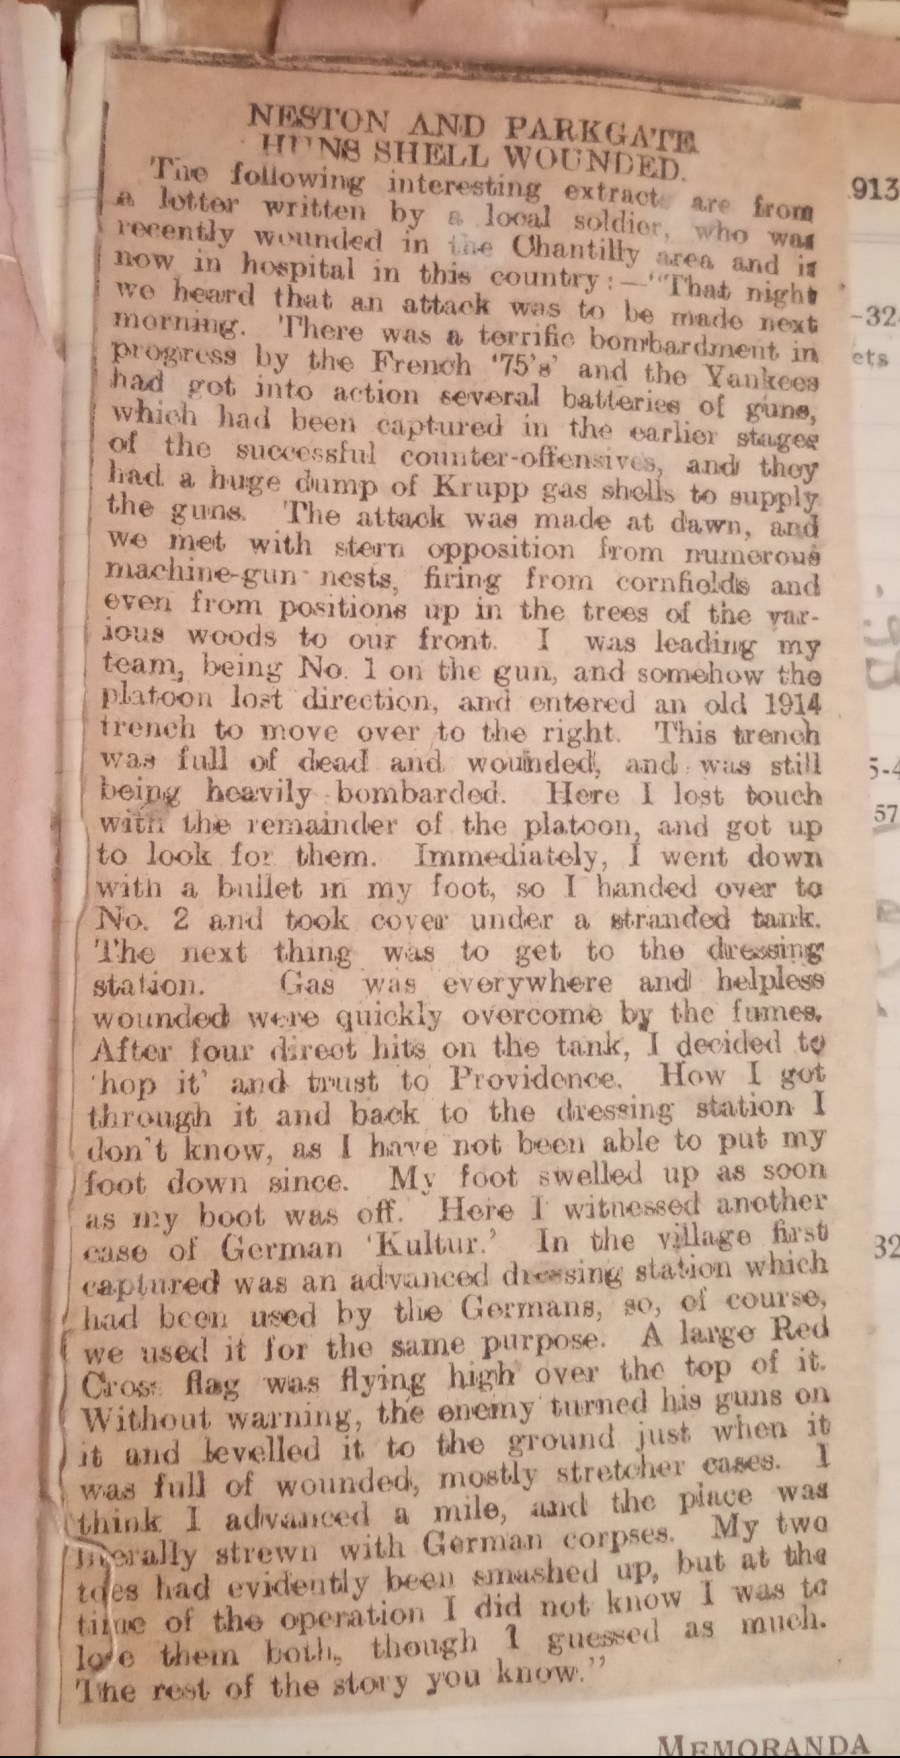 NESTON AND PARKGATE
HUNS SHELL WOUNDED.
The following interesting extracts are from
a letter written by a local soldier, who was
recently wounded in the Chantilly area and is
now in hospital in this country:—"That night
we heard that an attack was to be made next
morning. There was a terrific bombardment in
progress by the French '75's' and the Yankees
had got into action several batteries of guns,
which had been captured in the earlier stages
of the successful counter-offensives, and they
had a huge dump of Krupp gas shells to supply
the guns. The attack was made at dawn, and
we met with stern opposition from numerous
machine-gun nests, firing from cornfields and
even from positions up in the trees of the var-
ious woods to our front. I was leading my
team, being No. 1 on the gun, and somehow the
platoon lost direction, and entered an old 1914
trench to move over to the right. This trench
was full of dead and wounded, and was still
being heavily bombarded. Here I lost touch
with the remainder of the platoon, and got up
to look for them. Immediately, I went down
with a bullet in my foot, so I handed over to
No. 2 and took cover under a stranded tank.
The next thing was to get to the dressing
station. Gas was everywhere and helpless
wounded were quickly overcome by the fumes.
After four direct hits on the tank, I decided to
'hop it' and trust to Providence. How I got
through it and back to the dressing station I
don't know, as I have not been able to put my
foot down since. My foot swelled up as soon
as my boot was off. Here I witnessed another
case of German 'Kultur.' In the village first
captured was an advanced dressing station which
had been used by the Germans, so, of course,
we used it for the same purpose. A large Red
Cross flag was flying high over the top of it.
Without warning, the enemy turned his guns on
it and levelled it to the ground just when it
was full of wounded, mostly stretcher cases. I
think I advanced a mile, and the place was
literally strewn with German corpses. My two
toes had evidently been smashed up, but at the
time of the operation I did not know I was to
lose them both, though I guessed as much.
The rest of the story you know."
913
-32
ets
5-4
57
32
MEMORANDA